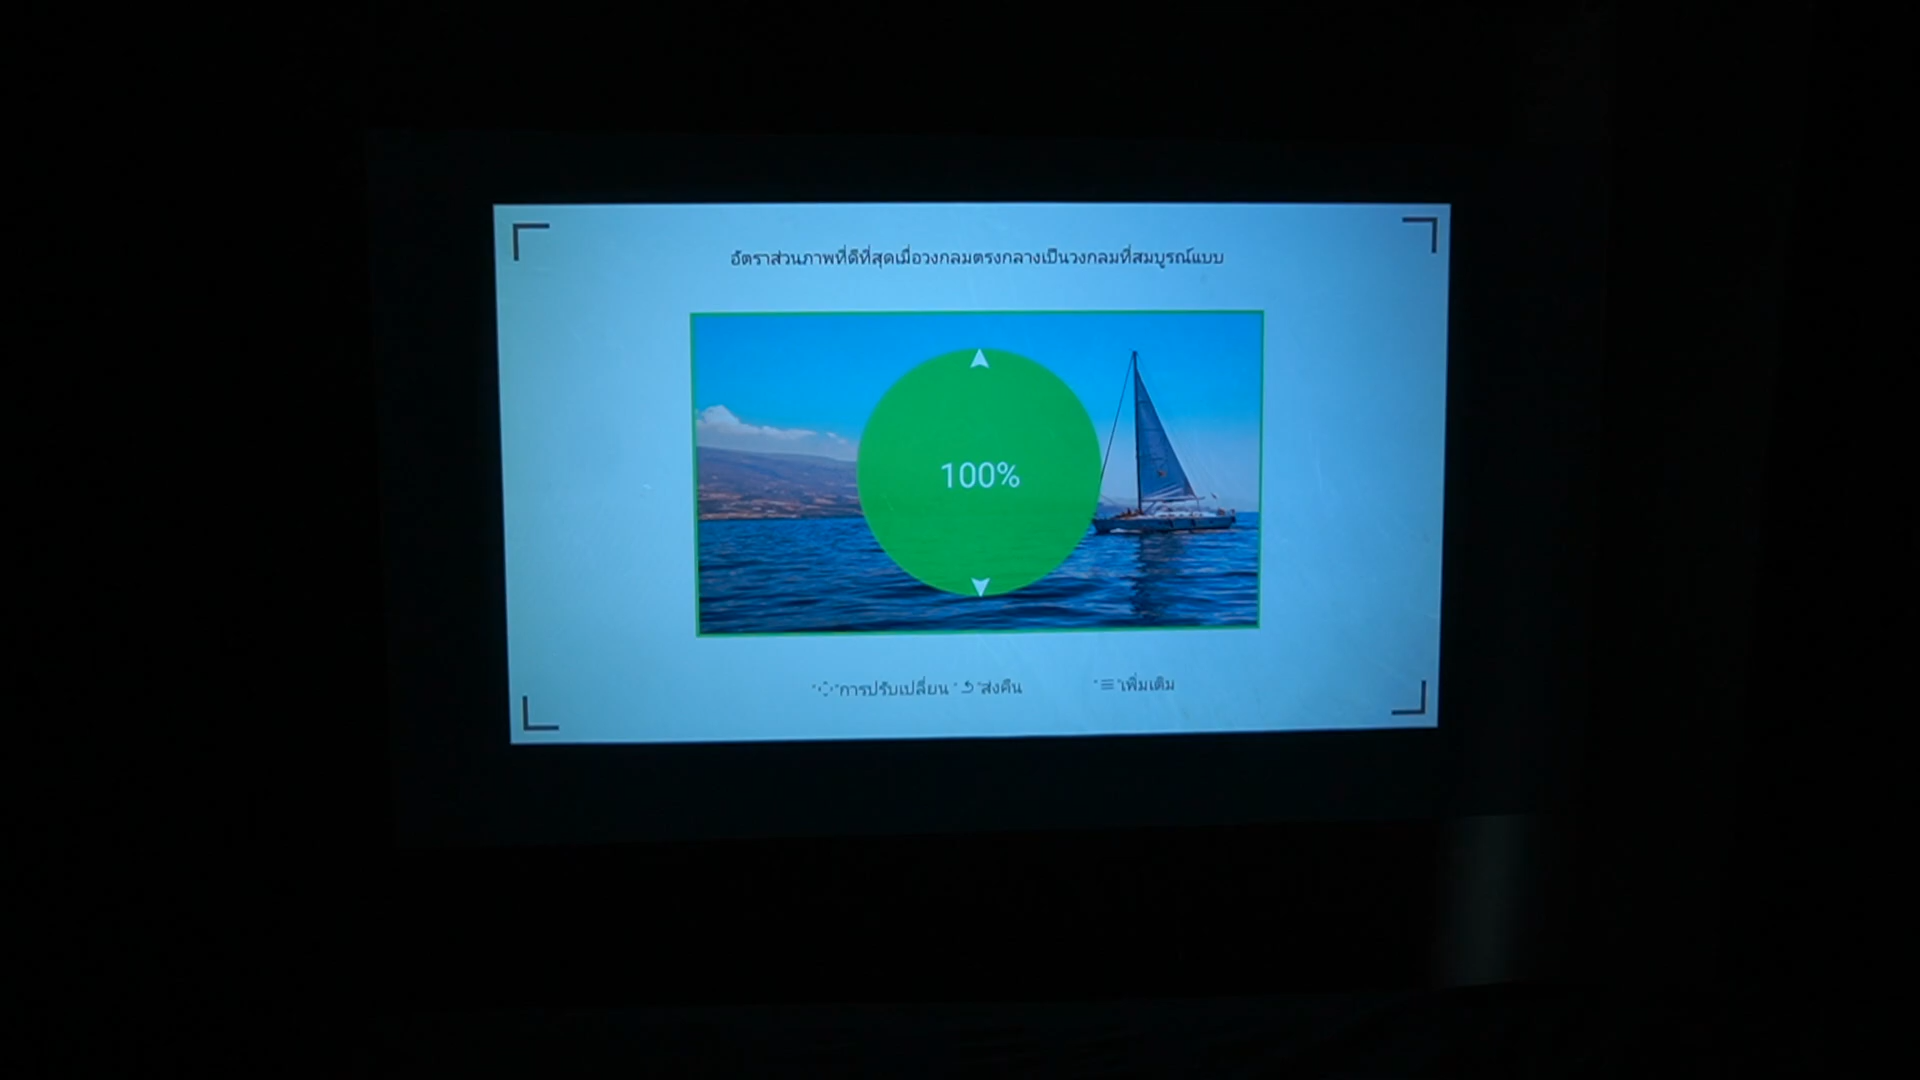 อัตราส่วนภาพที่ดีที่สุดเมื่อวงกลมตรงกลางเป็นวงกลมที่สมบูรณ์แบบ
100%
การปรับเปลี่ยน ส่งคืน เพิ่มเติม